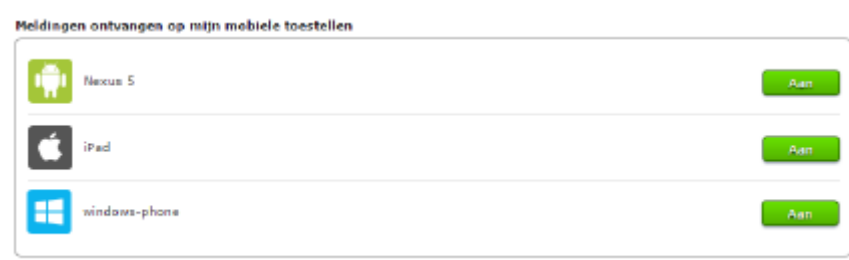 Meldingen ontvangen op mijn mobiele toestellen
Nexus 5
Aan
iPad
Aan
windows-phone
Aan